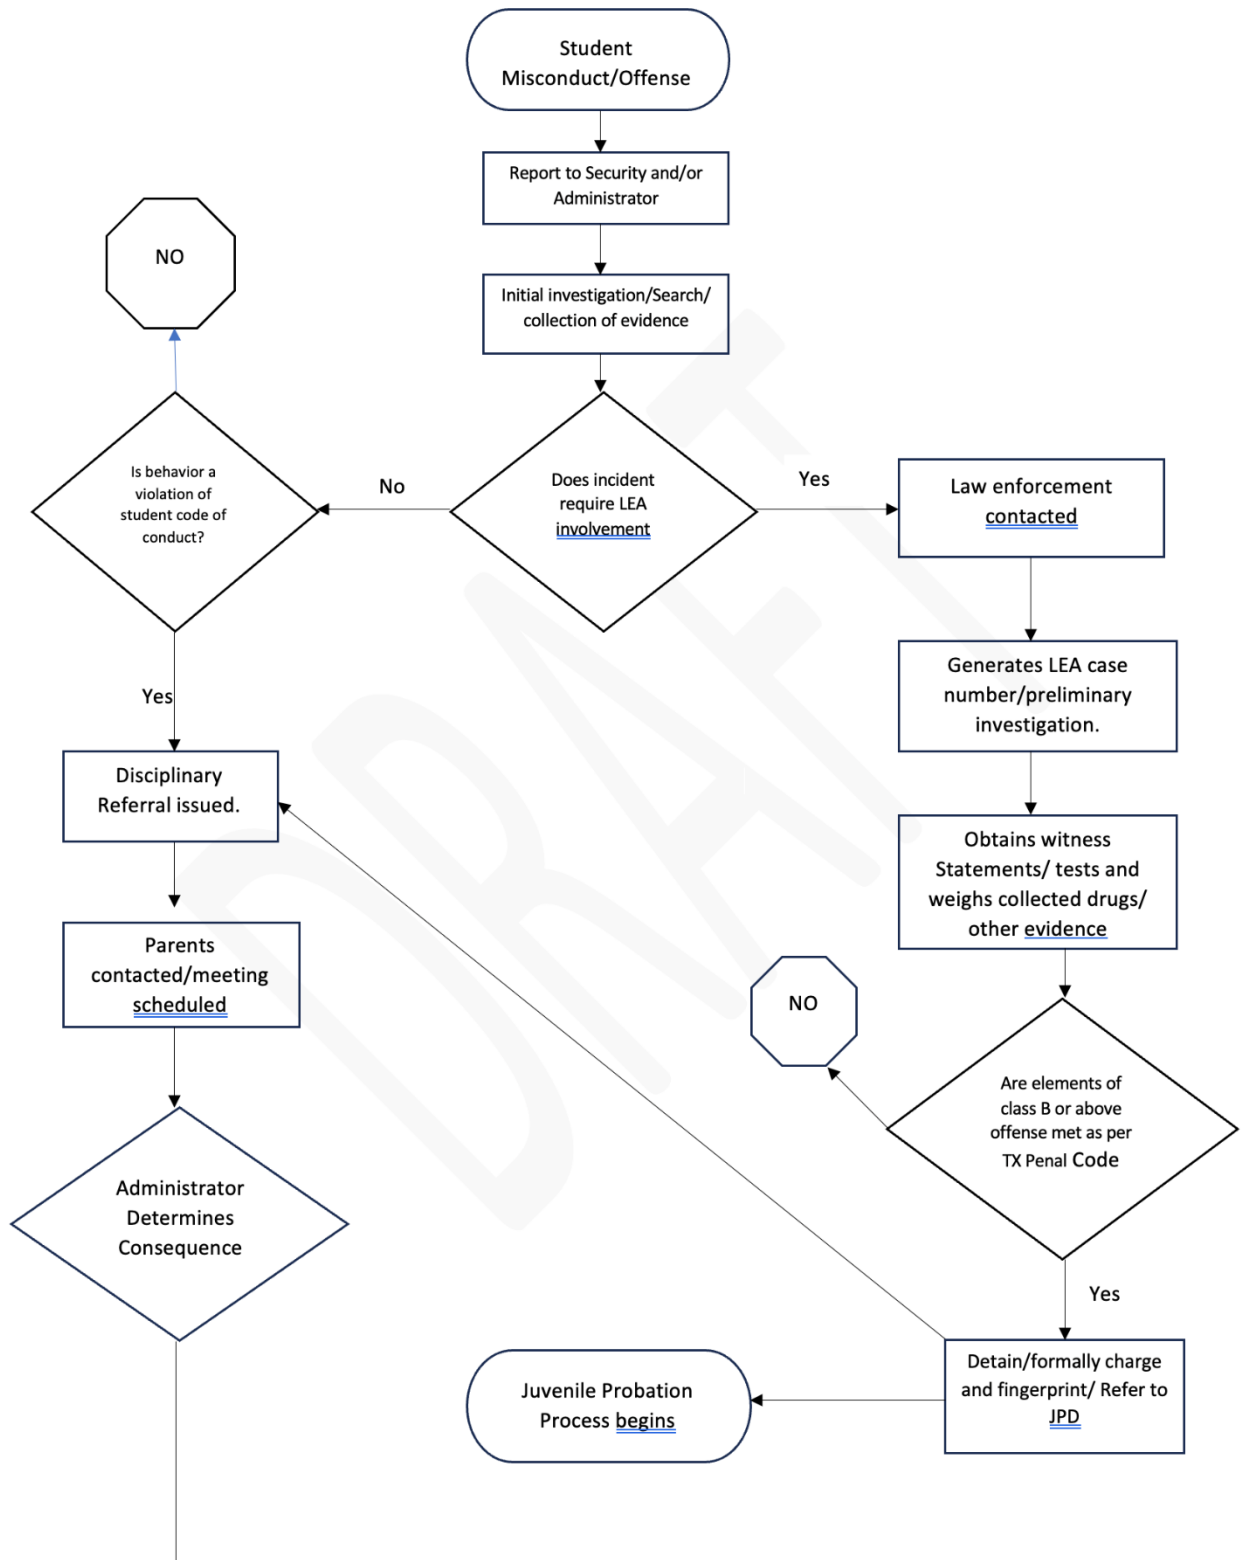 Student
Misconduct/Offense
Report to Security and/or
Administrator
NO
Initial investigation/Search/
collection of evidence
Is behavior a
violation of
student code of
conduct?
No
Does incident
require LEA
involvement
Yes
Law enforcement
contacted
Generates LEA case
number/preliminary
investigation.
Yes
Disciplinary
Referral issued.
Obtains witness
Statements/ tests and
weighs collected drugs/
other evidence
Parents
contacted/meeting
scheduled
NO
Are elements of
class B or above
offense met as per
TX Penal Code
Administrator
Determines
Consequence
Yes
Detain/formally charge
and fingerprint/ Refer to
JPD
Juvenile Probation
Process begins
DRAFT